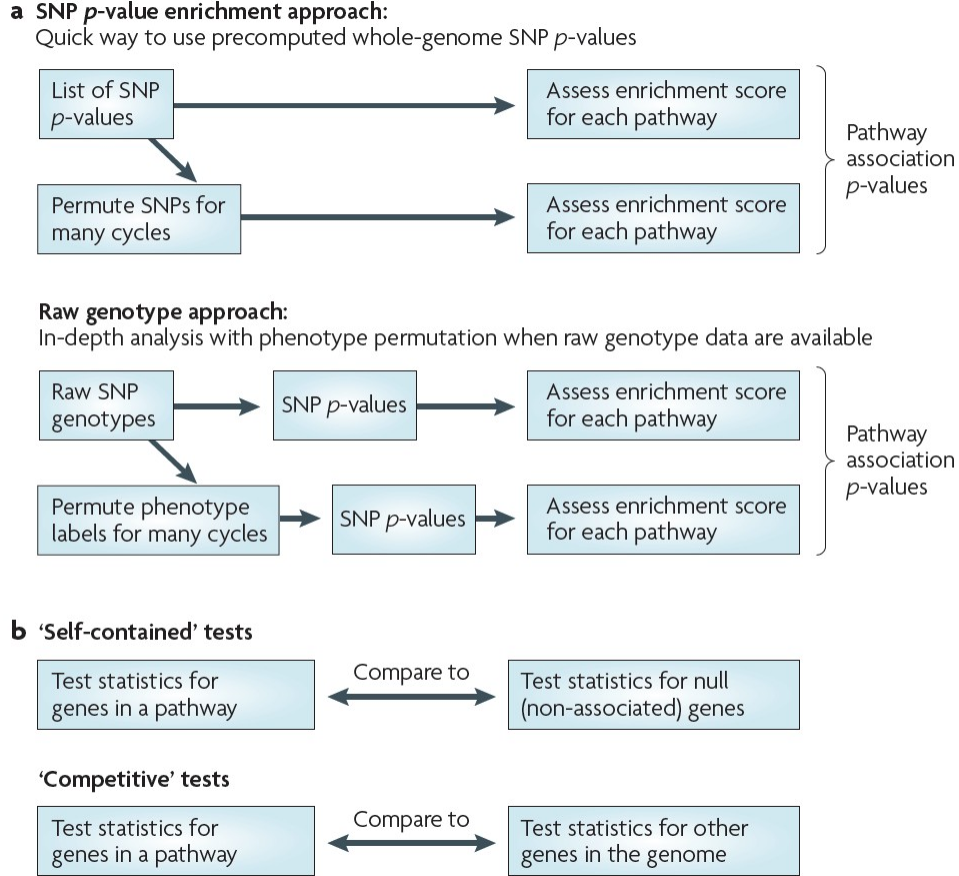 a SNP p-value enrichment approach:
Quick way to use precomputed whole-genome SNP p-values
List of SNP
p-values
Assess enrichment score
for each pathway
Permute SNPs for
many cycles
Assess enrichment score
for each pathway
Pathway
association
p-values
Raw genotype approach:
In-depth analysis with phenotype permutation when raw genotype data are available
Raw SNP
genotypes
SNP p-values
Assess enrichment score
for each pathway
Permute phenotype
labels for many cycles
SNP p-values
Assess enrichment score
for each pathway
Pathway
association
p-values
b ‘Self-contained’ tests
Test statistics for
genes in a pathway
Compare to
Test statistics for null
(non-associated) genes
‘Competitive’ tests
Test statistics for
genes in a pathway
Compare to
Test statistics for other
genes in the genome